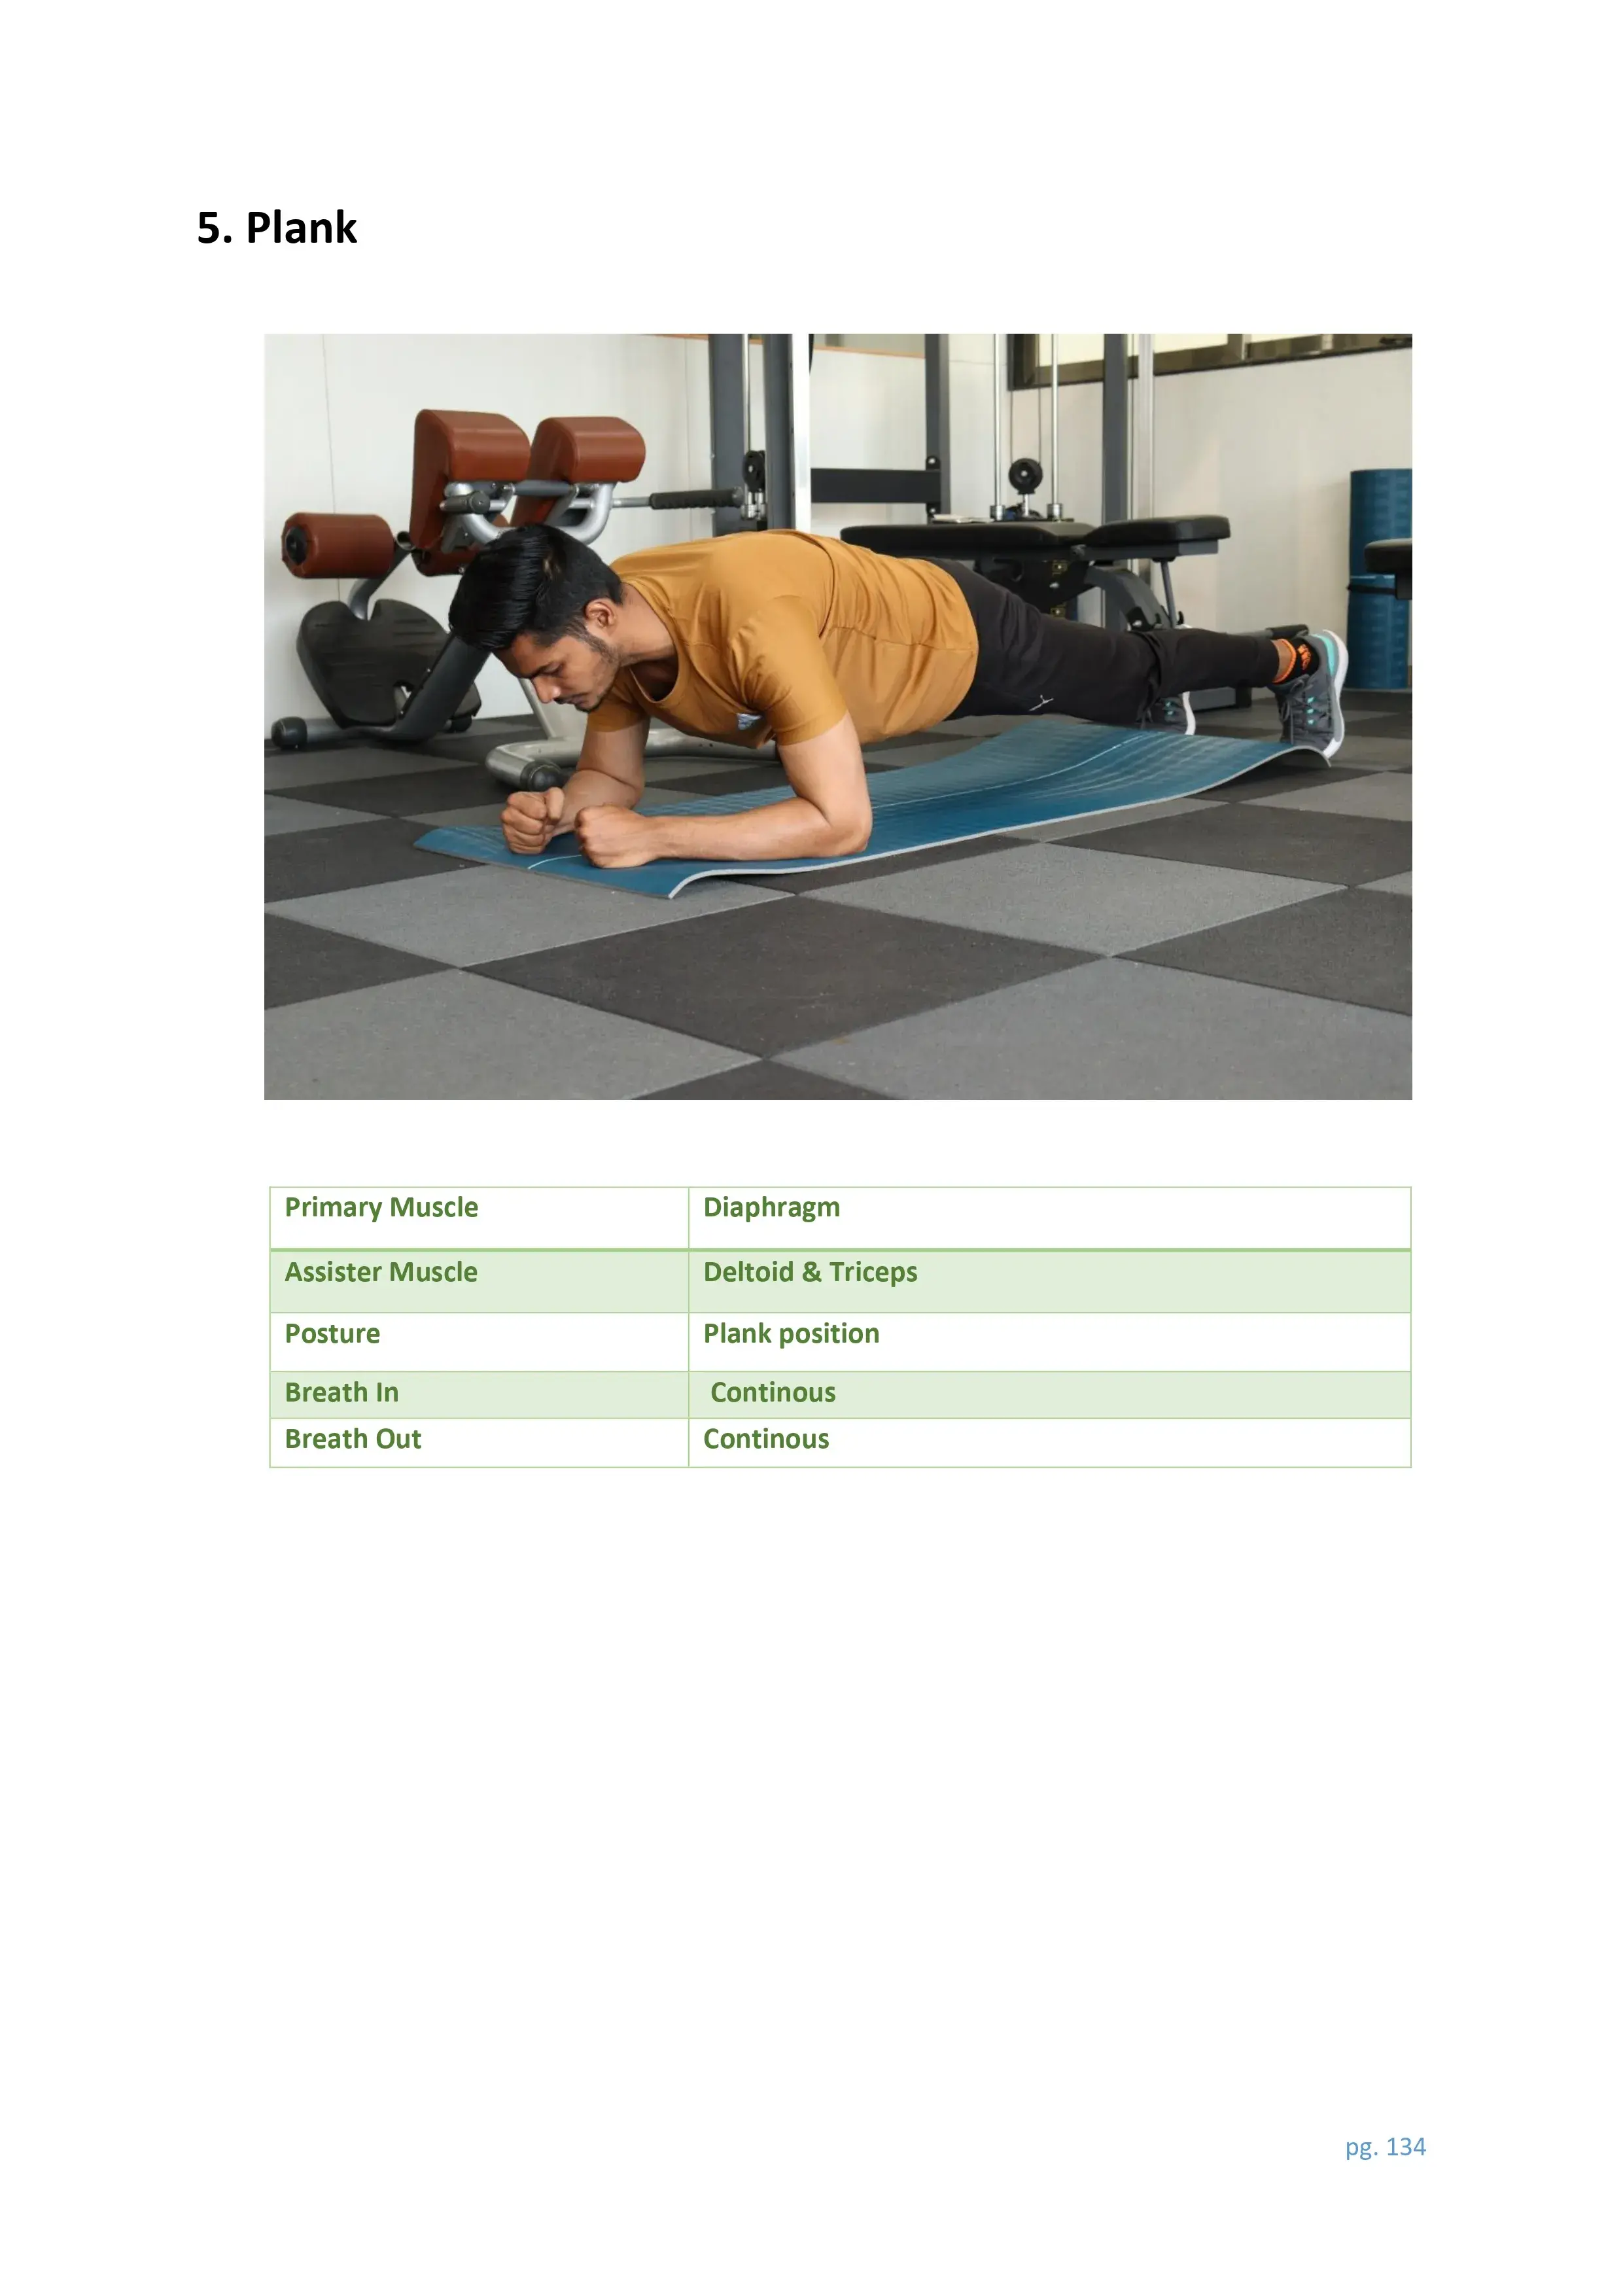 5. Plank
Primary Muscle Diaphragm
Assister Muscle Deltoid & Triceps
Posture Plank position
Breath In Continous
Breath Out Continous
pg. 134